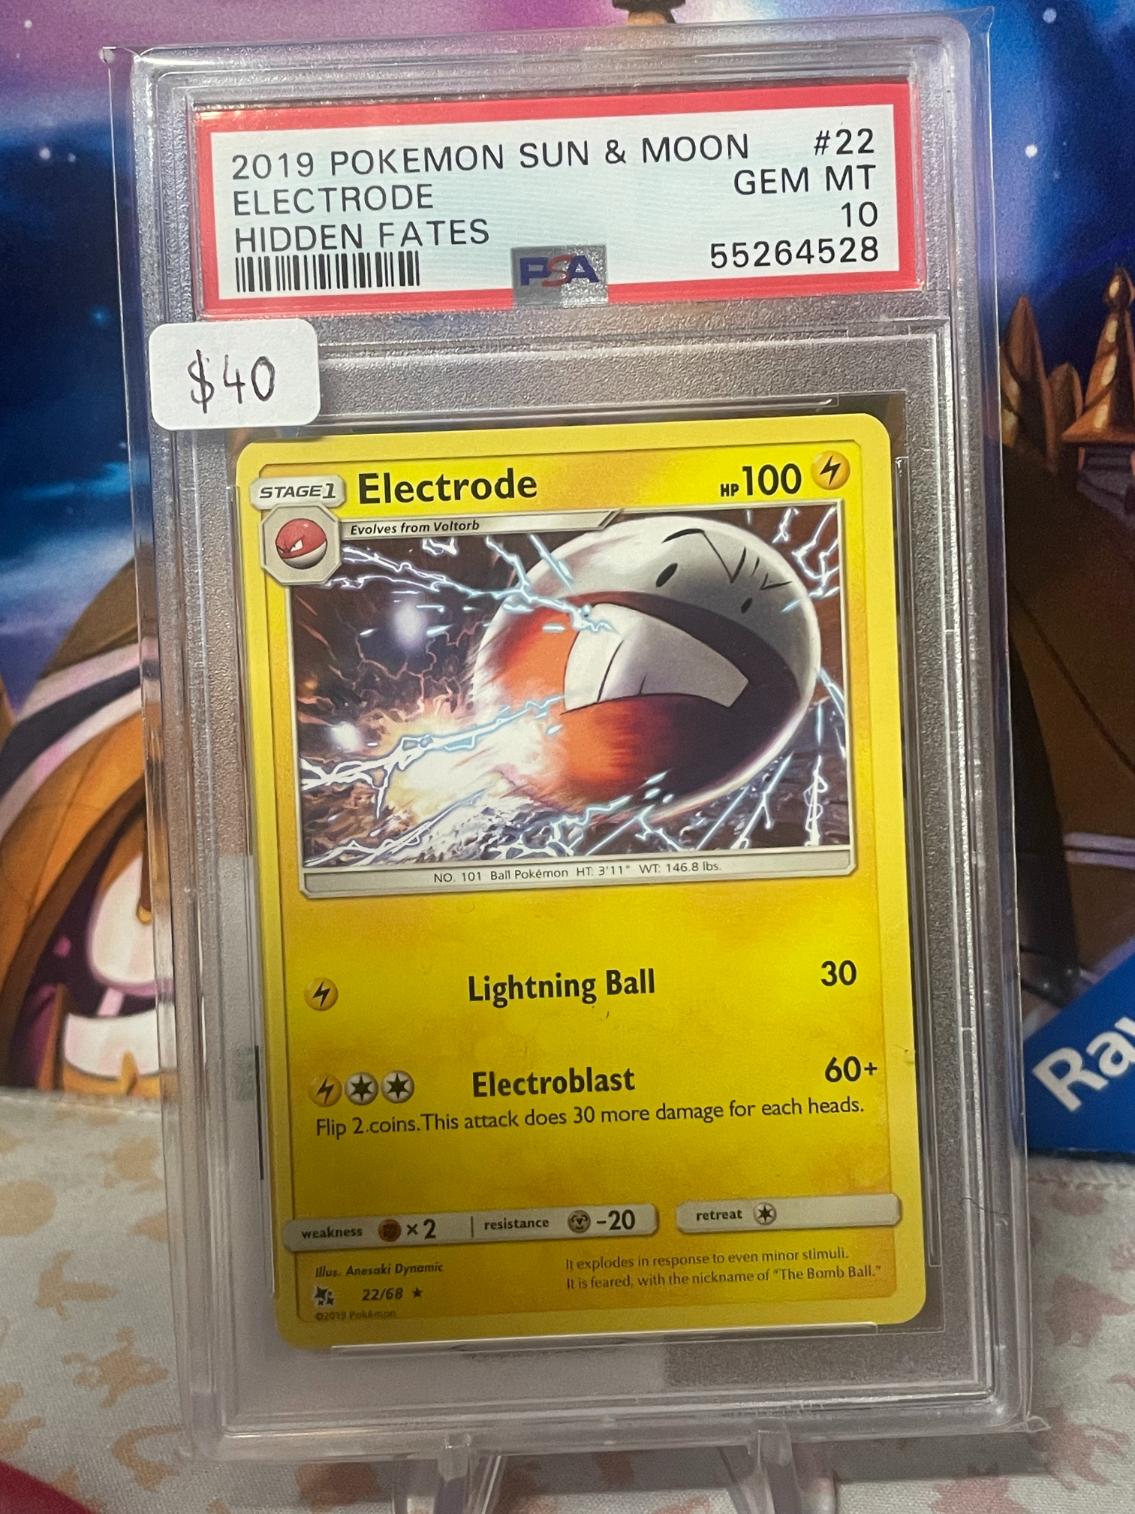 2019 POKEMON SUN & MOON #22
ELECTRODE GEM MT
HIDDEN FATES 10
PSA 55264528
$40
STAGE1 Electrode HP100
Evolves from Voltorb
NO. 101 Ball Pokémon HT: 3'11" WT: 146.8 lbs.
Lightning Ball 30
Electroblast 60+
Flip 2 coins. This attack does 30 more damage for each heads.
weakness ×2 resistance -20 retreat
Illus. Anesaki Dynamic
It explodes in response to even minor stimuli.
It is feared, with the nickname of "The Bomb Ball."
22/68 ★
©2019 Pokémon